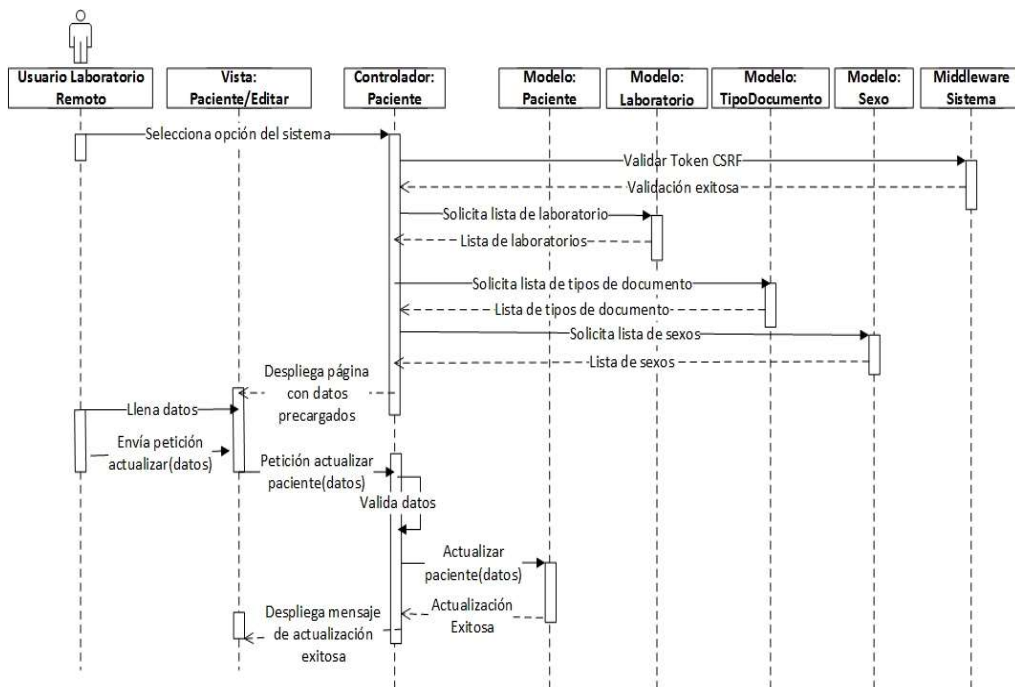 Usuario Laboratorio
Remoto
Vista:
Paciente/Editar
Controlador:
Paciente
Modelo:
Paciente
Modelo:
Laboratorio
Modelo:
TipoDocumento
Modelo:
Sexo
Middleware
Sistema
Selecciona opción del sistema
Validar Token CSRF
Validación exitosa
Solicita lista de laboratorio
Lista de laboratorios
Solicita lista de tipos de documento
Lista de tipos de documento
Solicita lista de sexos
Lista de sexos
Despliega página
con datos
precargados
Llena datos
Envía petición
actualizar(datos)
Petición actualizar
paciente(datos)
Valida datos
Actualizar
paciente(datos)
Actualización
Exitosa
Despliega mensaje
de actualización
exitosa